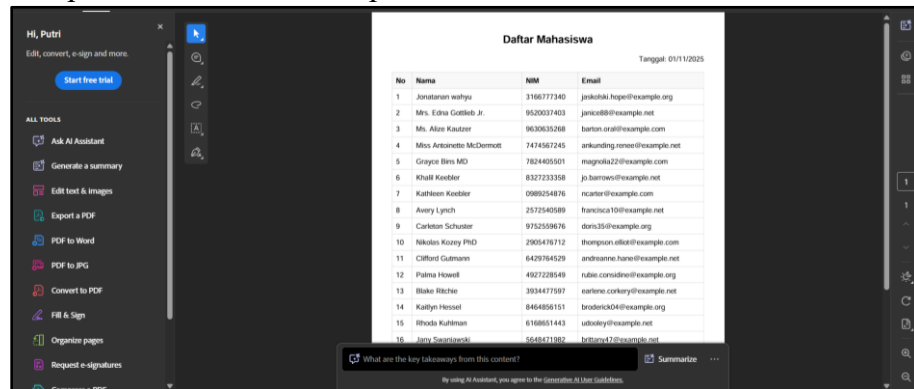 Hi, Putri
Edit, convert, e-sign and more.
Start free trial
ALL TOOLS
Ask AI Assistant
Generate a summary
Edit text & images
Export a PDF
PDF to Word
PDF to JPG
Convert to PDF
Fill & Sign
Organize pages
Request e-signatures
Daftar Mahasiswa
Tanggal: 01/11/2025
No Nama NIM Email
1 Jonatanan wahyu 3166777340 jaskolski.hope@example.org
2 Mrs. Edna Gottlieb Jr. 9520037403 janice88@example.net
3 Ms. Alize Kautzer 9630635268 barton.oral@example.com
4 Miss Antoinette McDermott 7474567245 ankunding.renee@example.net
5 Grayce Bins MD 7824405501 magnolia22@example.com
6 Khalil Keebler 8327233358 jo.barrows@example.net
7 Kathleen Keebler 0989254876 ncarter@example.com
8 Avery Lynch 2572540589 francisca10@example.net
9 Carleton Schuster 9752559676 doris35@example.org
10 Nikolas Kozey PhD 2905476712 thompson.elliot@example.com
11 Clifford Gutmann 6429764529 andreanne.hane@example.net
12 Palma Howell 4927228549 rubie.considine@example.org
13 Blake Ritchie 3934477597 earlene.corkery@example.net
14 Kaitlyn Hessel 8464856151 broderick04@example.org
15 Rhoda Kuhlman 6168651443 udooley@example.net
16 Jany Swaniawski 5648471982 brittany47@example.net
What are the key takeaways from this content?
Summarize
By using AI Assistant, you agree to the Generative AI User Guidelines.
1
1